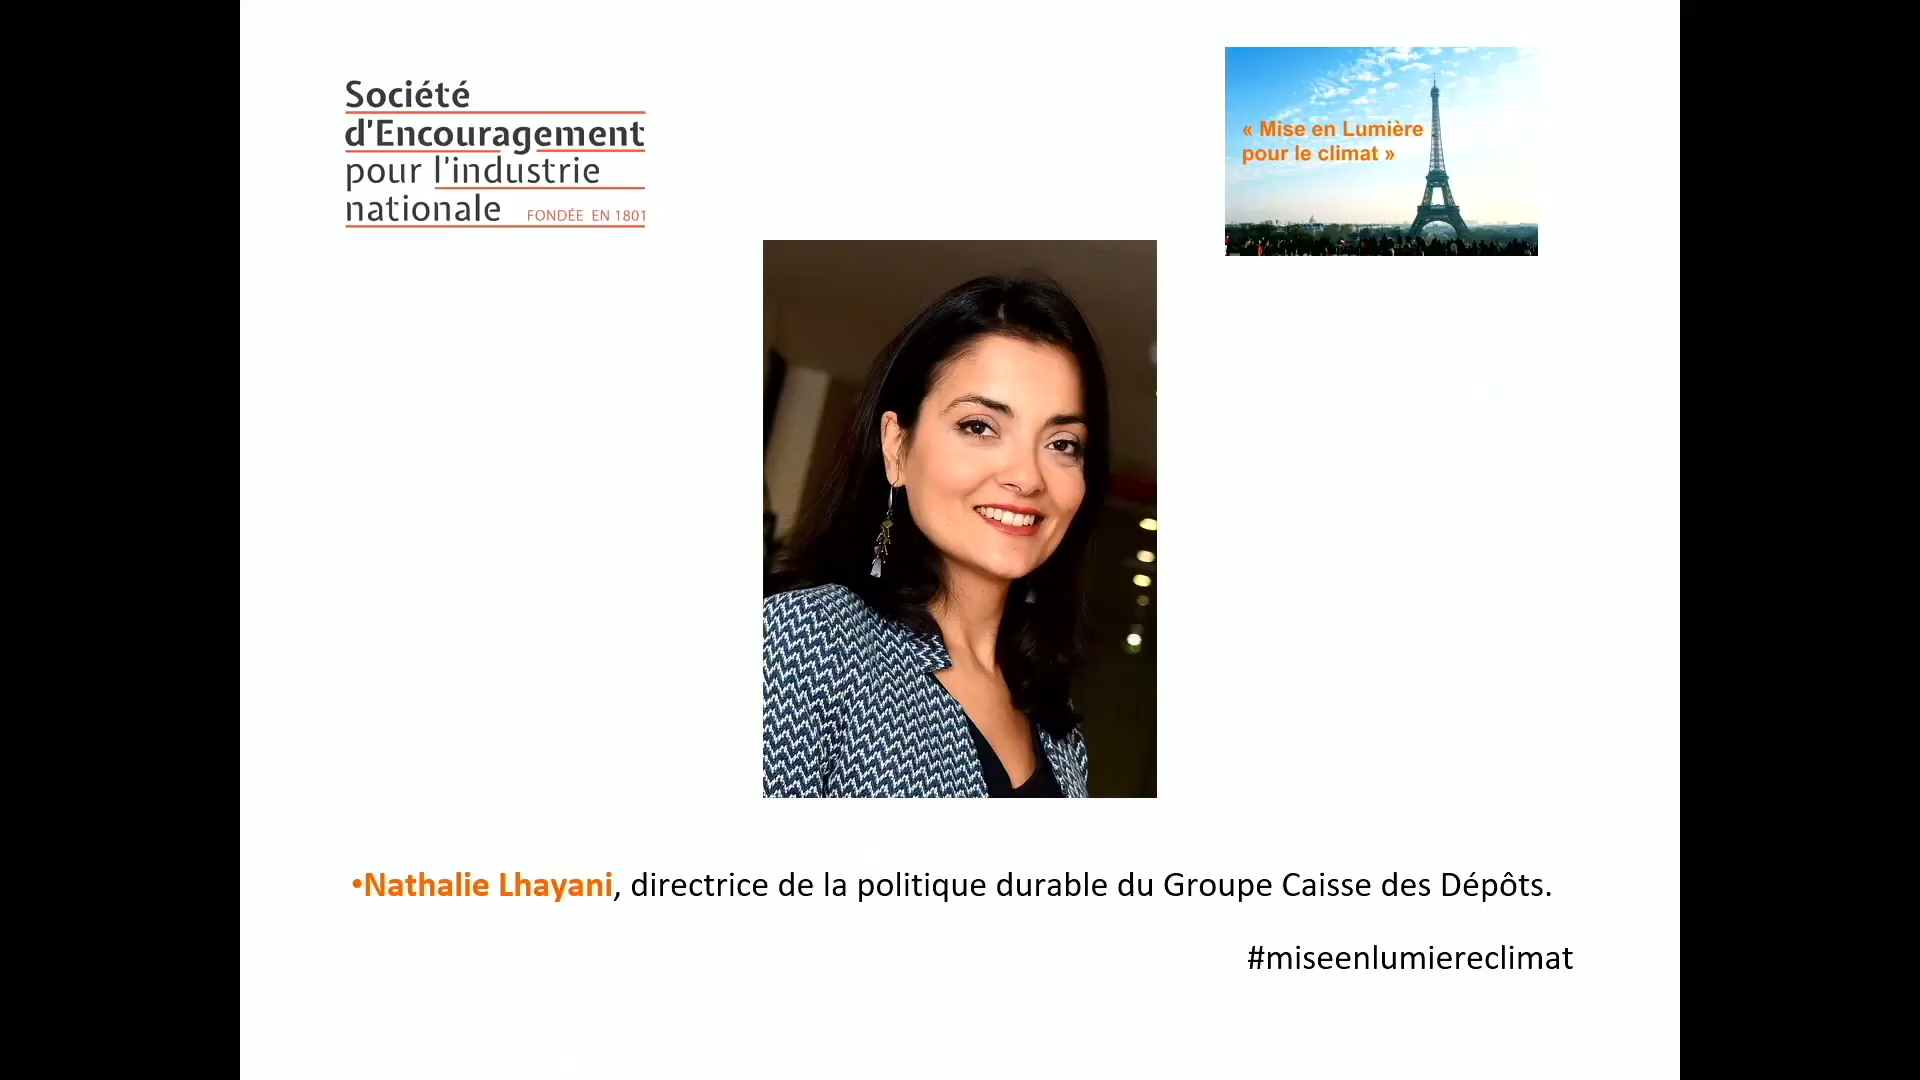 Société
d'Encouragement
pour l'industrie
nationale FONDÉE EN 1801
« Mise en Lumière
pour le climat »
•Nathalie Lhayani, directrice de la politique durable du Groupe Caisse des Dépôts.
#miseenlumiereclimat